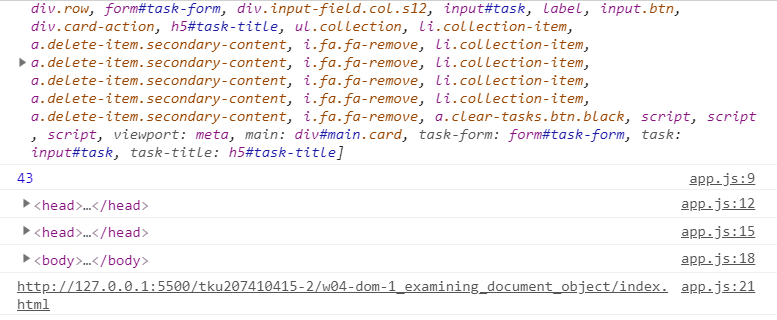 div.row, form#task-form, div.input-field.col.s12, input#task, label, input.btn,
div.card-action, h5#task-title, ul.collection, li.collection-item,
a.delete-item.secondary-content, i.fa.fa-remove, li.collection-item,
a.delete-item.secondary-content, i.fa.fa-remove, li.collection-item,
a.delete-item.secondary-content, i.fa.fa-remove, li.collection-item,
a.delete-item.secondary-content, i.fa.fa-remove, li.collection-item,
a.delete-item.secondary-content, i.fa.fa-remove, a.clear-tasks.btn.black, script, script
, script, viewport: meta, main: div#main.card, task-form: form#task-form, task:
input#task, task-title: h5#task-title]
43 app.js:9
<head>…</head> app.js:12
<head>…</head> app.js:15
<body>…</body> app.js:18
http://127.0.0.1:5500/tku207410415-2/w04-dom-1_examining_document_object/index. app.js:21
html